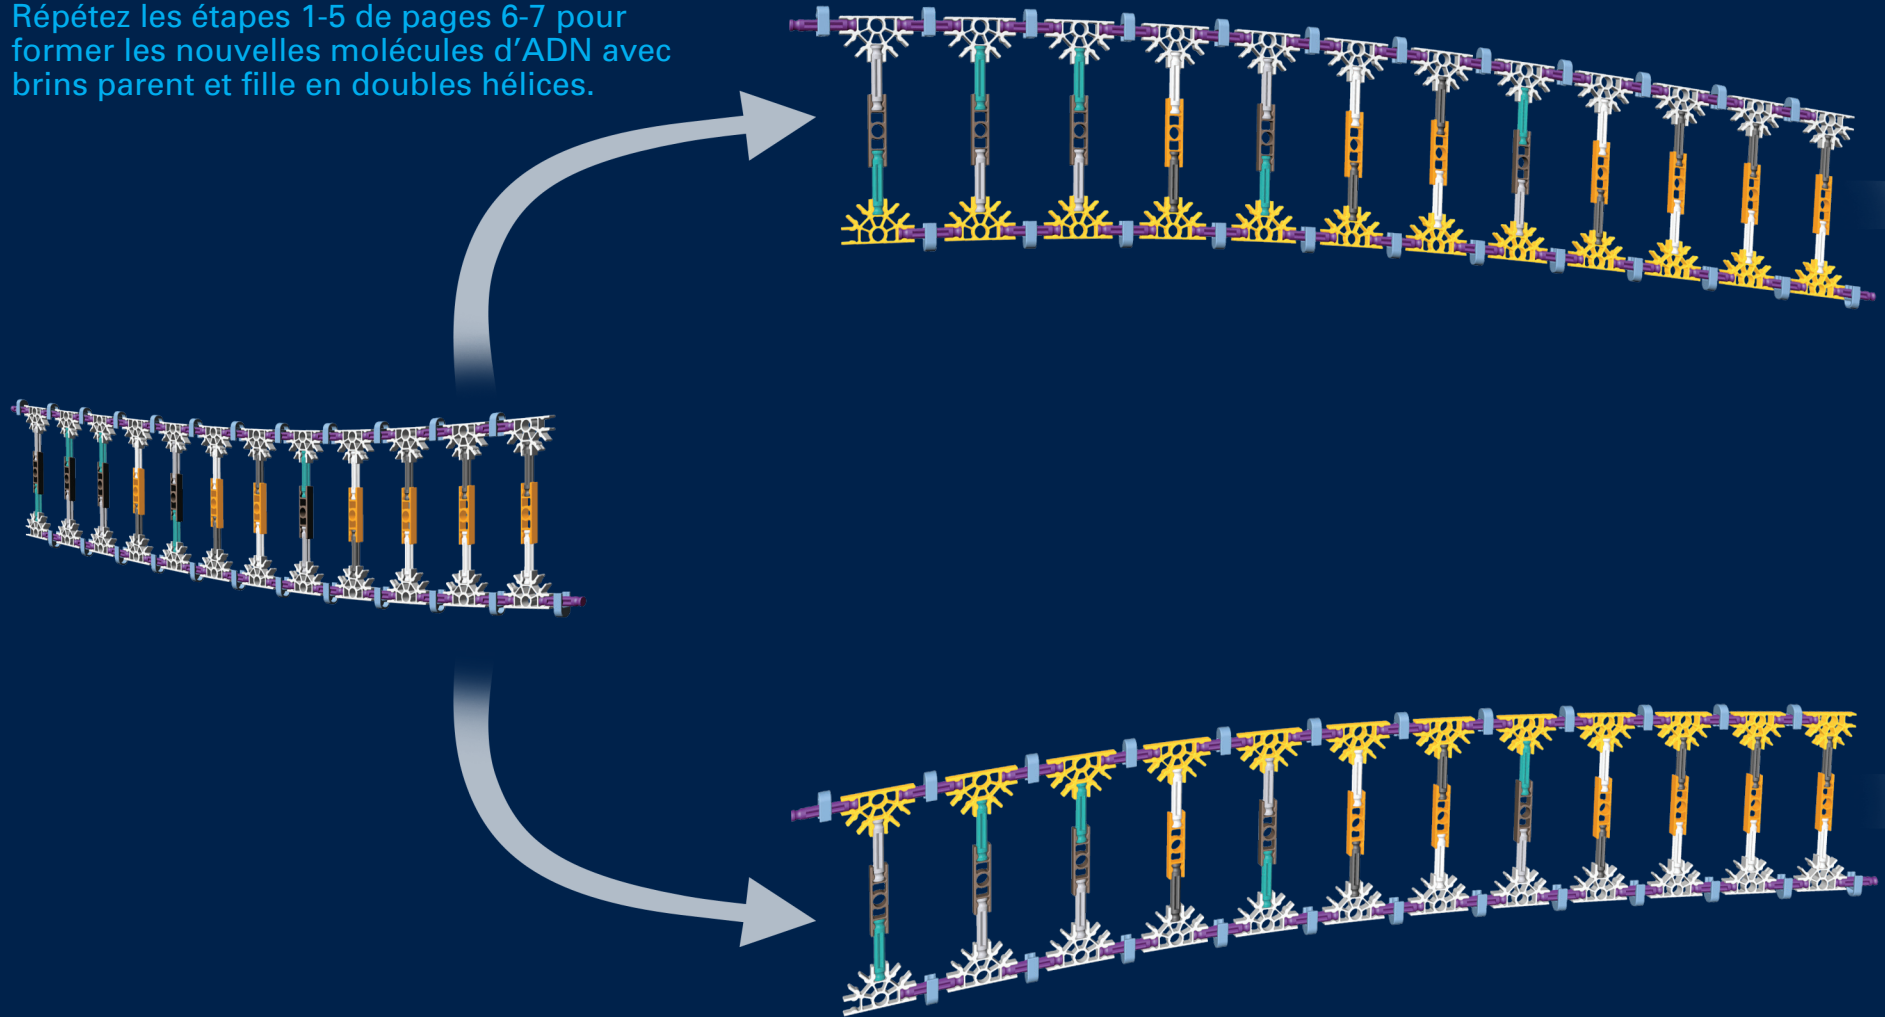 Répétez les étapes 1-5 de pages 6-7 pour
former les nouvelles molécules d’ADN avec
brins parent et fille en doubles hélices.